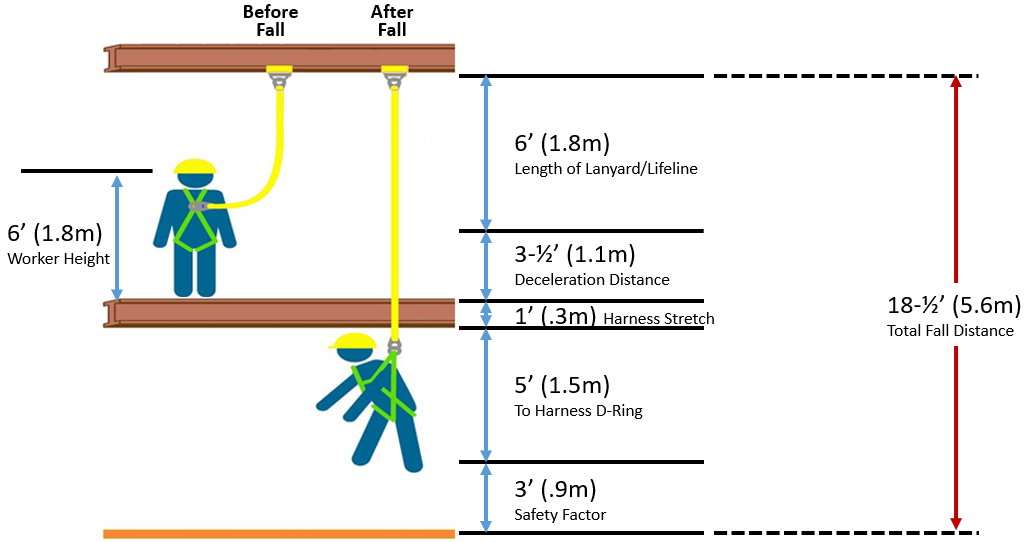 Before
Fall
After
Fall
6’ (1.8m)
Length of Lanyard/Lifeline
6’ (1.8m)
Worker Height
3-½’ (1.1m)
Deceleration Distance
1’ (.3m) Harness Stretch
18-½’ (5.6m)
Total Fall Distance
5’ (1.5m)
To Harness D-Ring
3’ (.9m)
Safety Factor